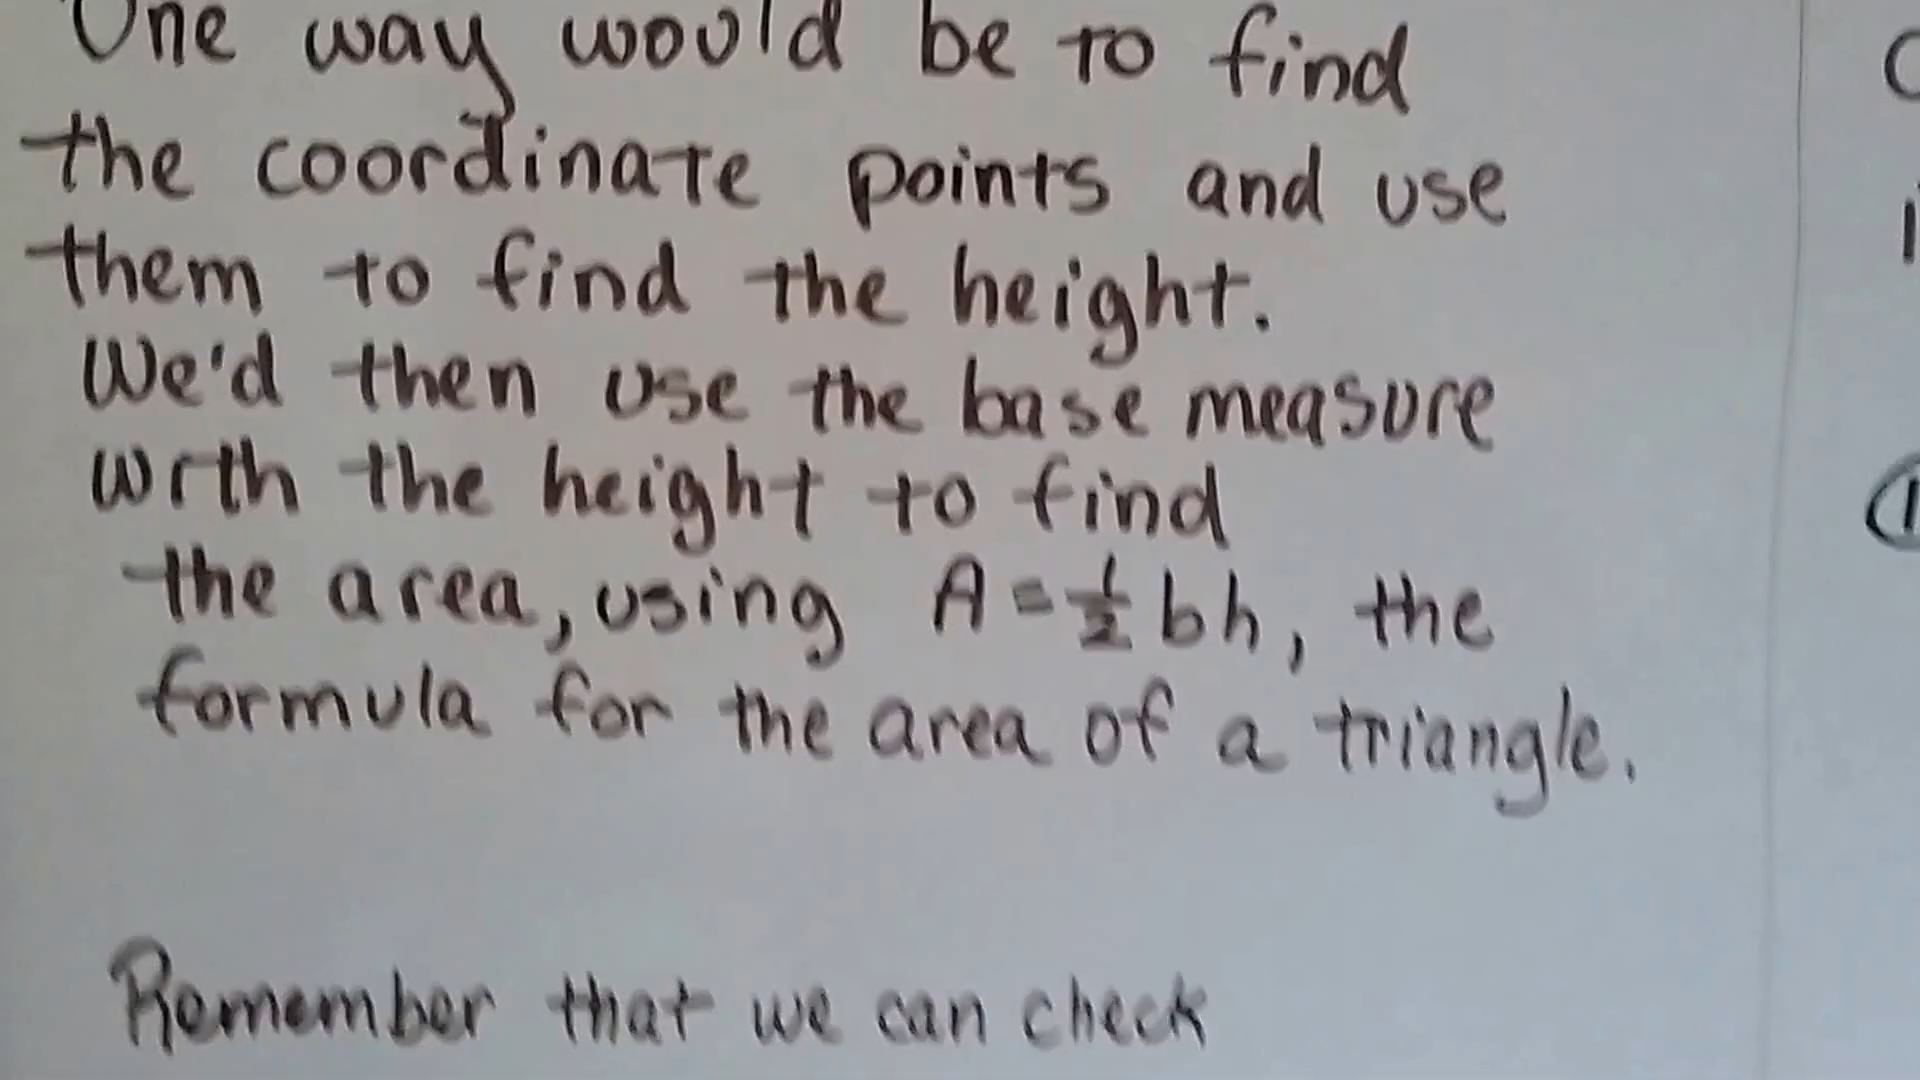 One way would be to find
the coordinate points and use
them to find the height.
We'd then use the base measure
with the height to find
the area, using A = 1/2 bh, the
formula for the area of a triangle.
Remember that we can check